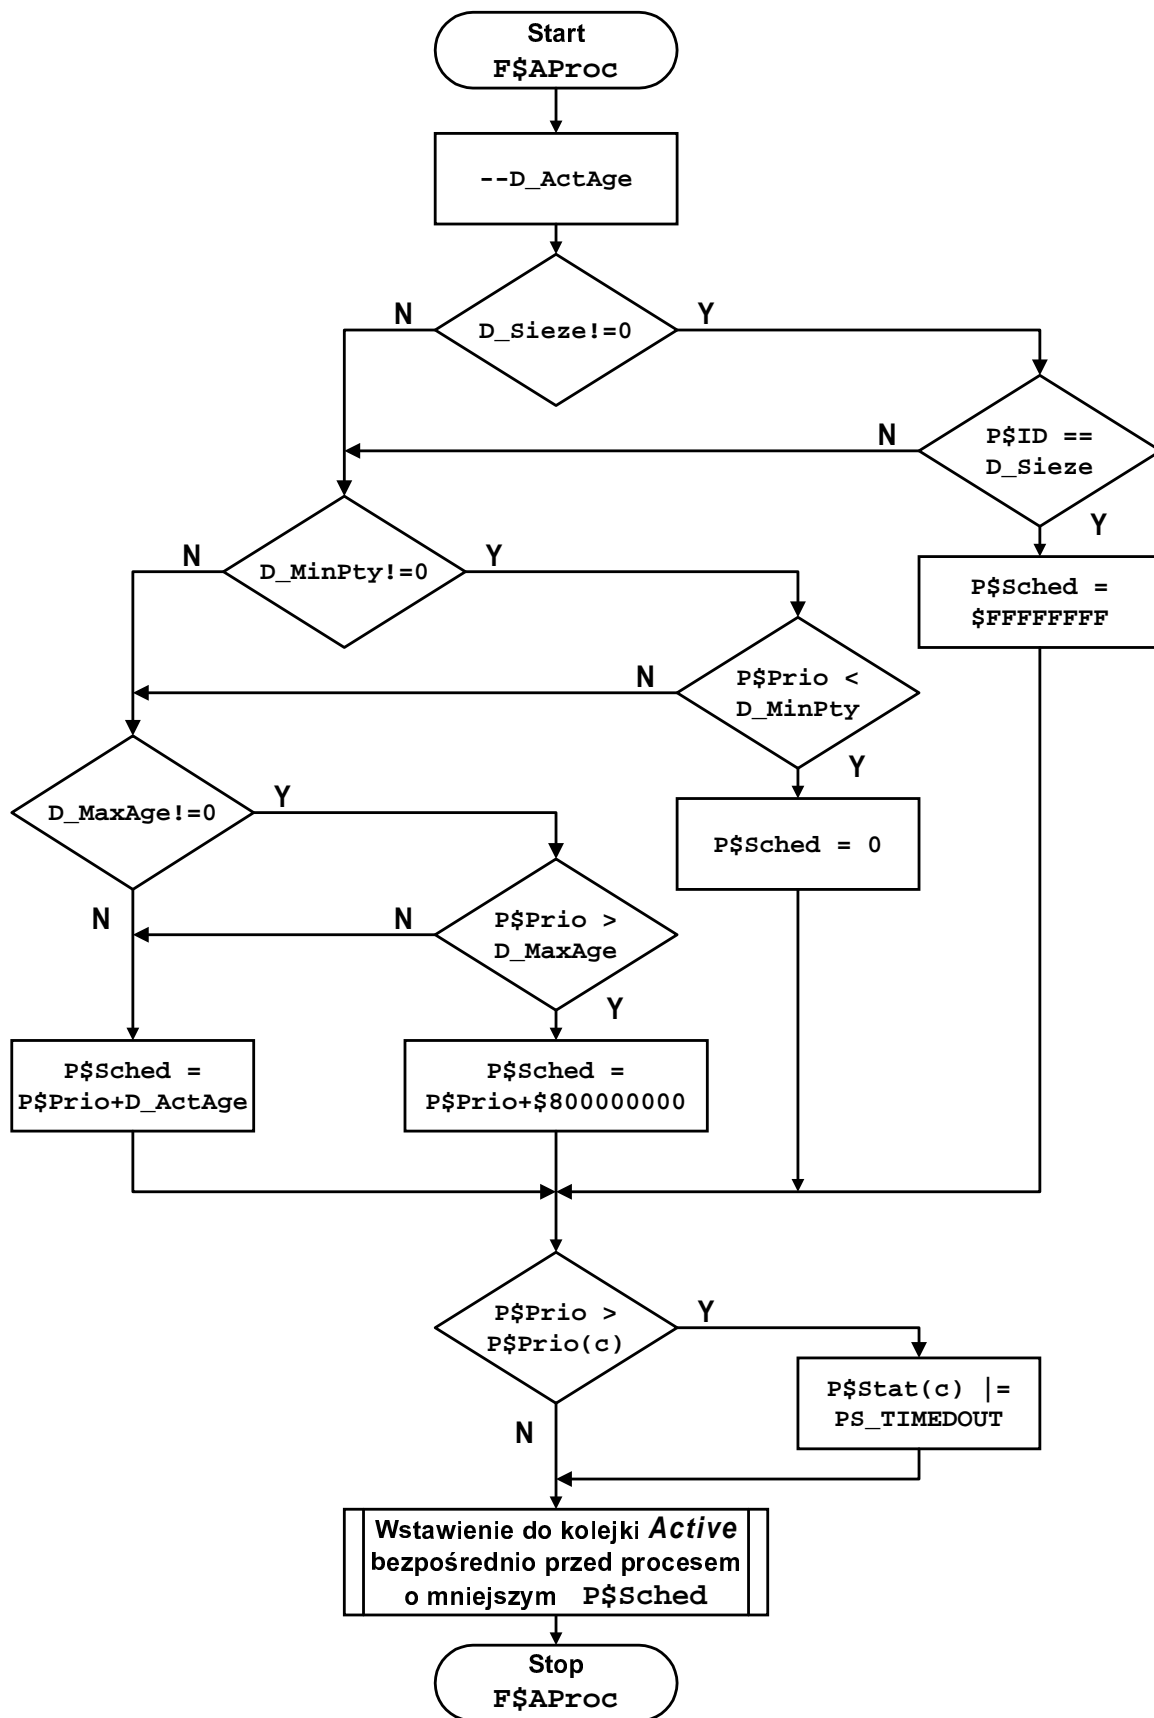 Start
F$AProc
--D_ActAge
N
Y
D_Sieze!=0
N
P$ID ==
D_Sieze
Y
N
Y
D_MinPty!=0
P$Sched =
$FFFFFFFF
N
P$Prio <
D_MinPty
Y
D_MaxAge!=0
Y
P$Sched = 0
N
N
P$Prio >
D_MaxAge
Y
P$Sched =
P$Prio+D_ActAge
P$Sched =
P$Prio+$800000000
P$Prio >
P$Prio(c)
Y
P$Stat(c) |=
PS_TIMEDOUT
N
Wstawienie do kolejki Active
bezpośrednio przed procesem
o mniejszym P$Sched
Stop
F$AProc